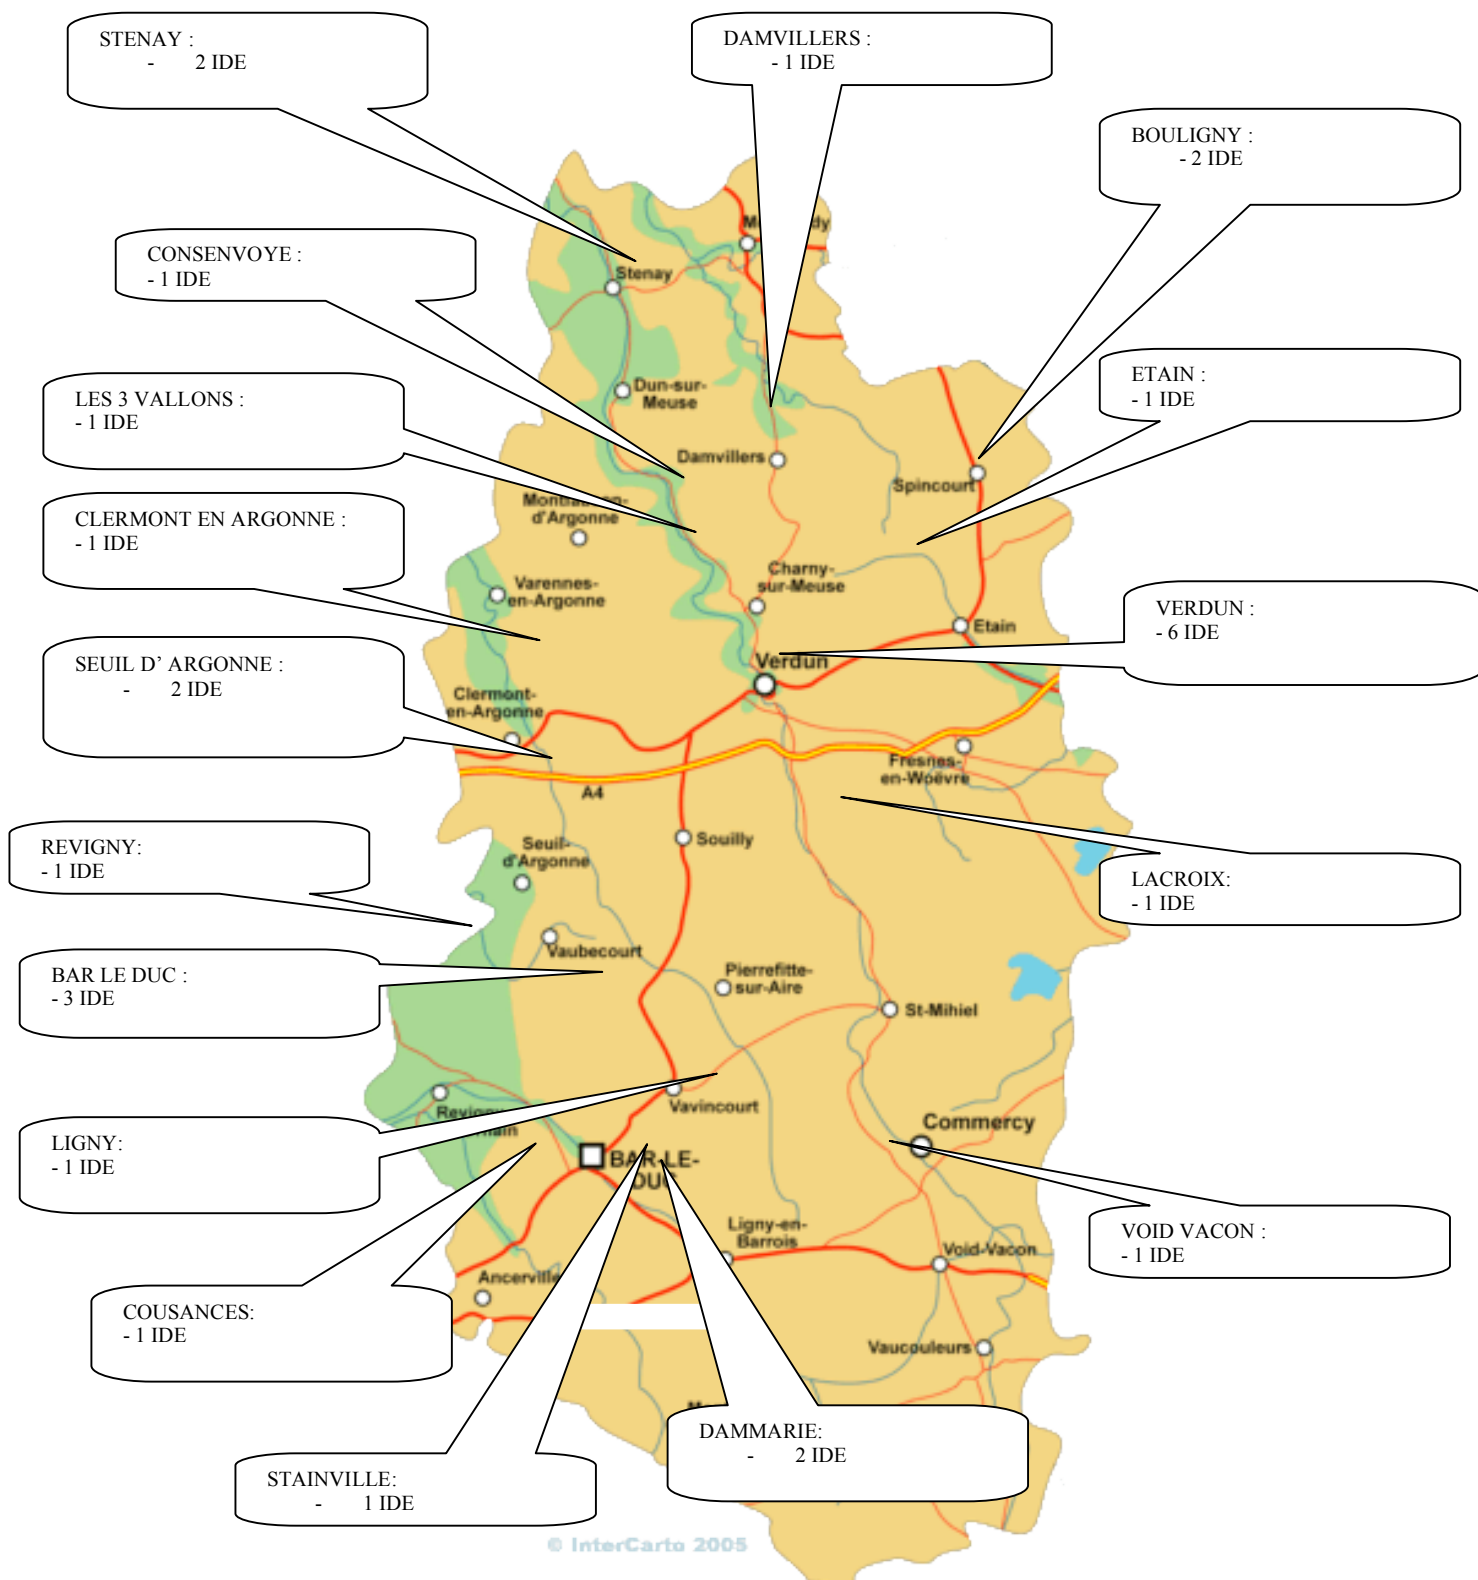 STENAY :
- 2 IDE
DAMVILLERS :
- 1 IDE
BOULIGNY :
- 2 IDE
CONSENVOYE :
- 1 IDE
Stenay
ETAIN :
- 1 IDE
LES 3 VALLONS :
- 1 IDE
Dun-sur-
Meuse
Damvillers
Spincourt
CLERMONT EN ARGONNE :
- 1 IDE
d'Argonne
Varennes-
en-Argonne
Charny-
sur-Meuse
VERDUN :
- 6 IDE
Etain
Verdun
SEUIL D' ARGONNE :
- 2 IDE
Clermont-
en-Argonne
Fresnes-
en-Woëvre
A4
REVIGNY:
- 1 IDE
Seuil-
d'Argonne
Souilly
LACROIX:
- 1 IDE
BAR LE DUC :
- 3 IDE
Vaubecourt
Pierrefitte-
sur-Aire
St-Mihiel
Vavincourt
Commercy
LIGNY:
- 1 IDE
BAR-LE-
DUC
Ligny-en-
Barrois
Void-Vacon
VOID VACON :
- 1 IDE
Ancerville
COUSANCES:
- 1 IDE
Vaucouleurs
DAMMARIE:
- 2 IDE
STAINVILLE:
- 1 IDE
© InterCarto 2005